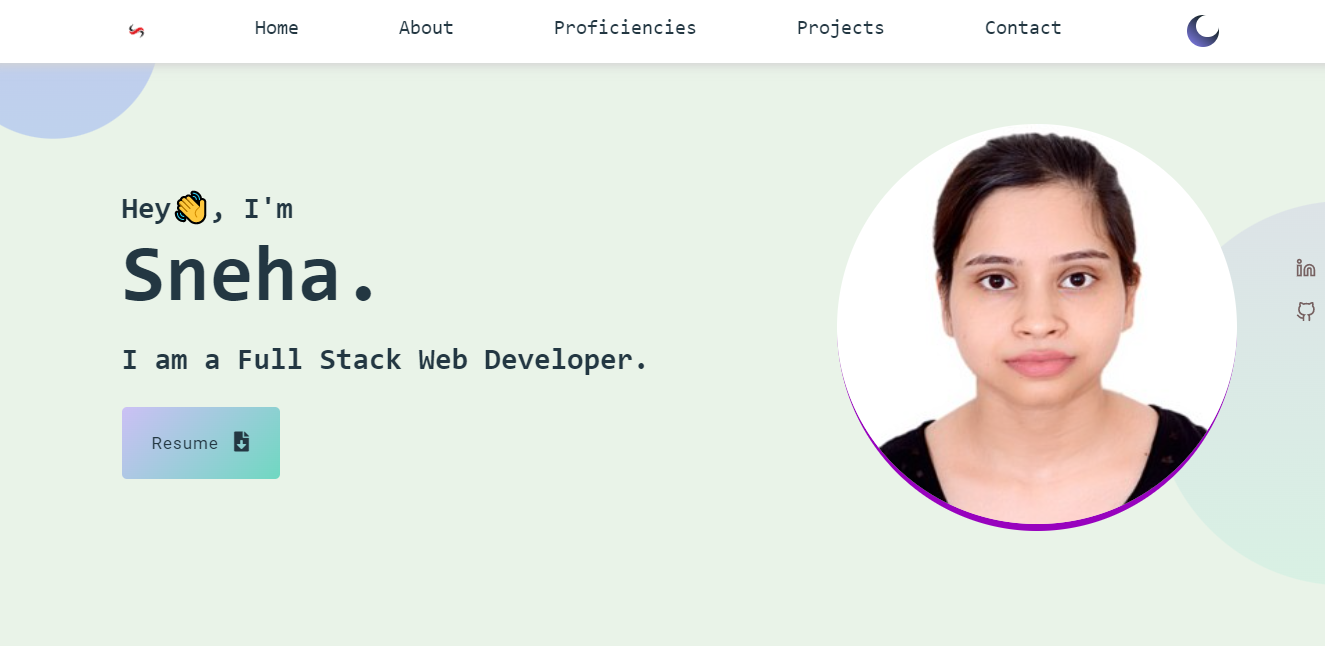 Home About Proficiencies Projects Contact
Hey👋, I'm
Sneha.
I am a Full Stack Web Developer.
Resume